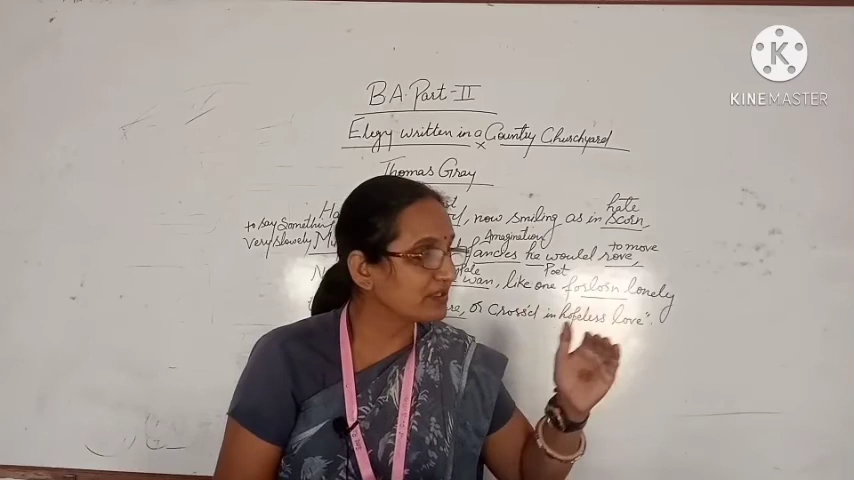 KINEMASTER
BA. Part-II
Elegy written in a Country Churchyard
Thomas Gray
hate
now smiling as in scorn,
to say Something
very slowely
Imagination
to move
fancies he would rove,
Pale
Poet
wan, like one forlorn lonely
or cross'd in hopeless love".